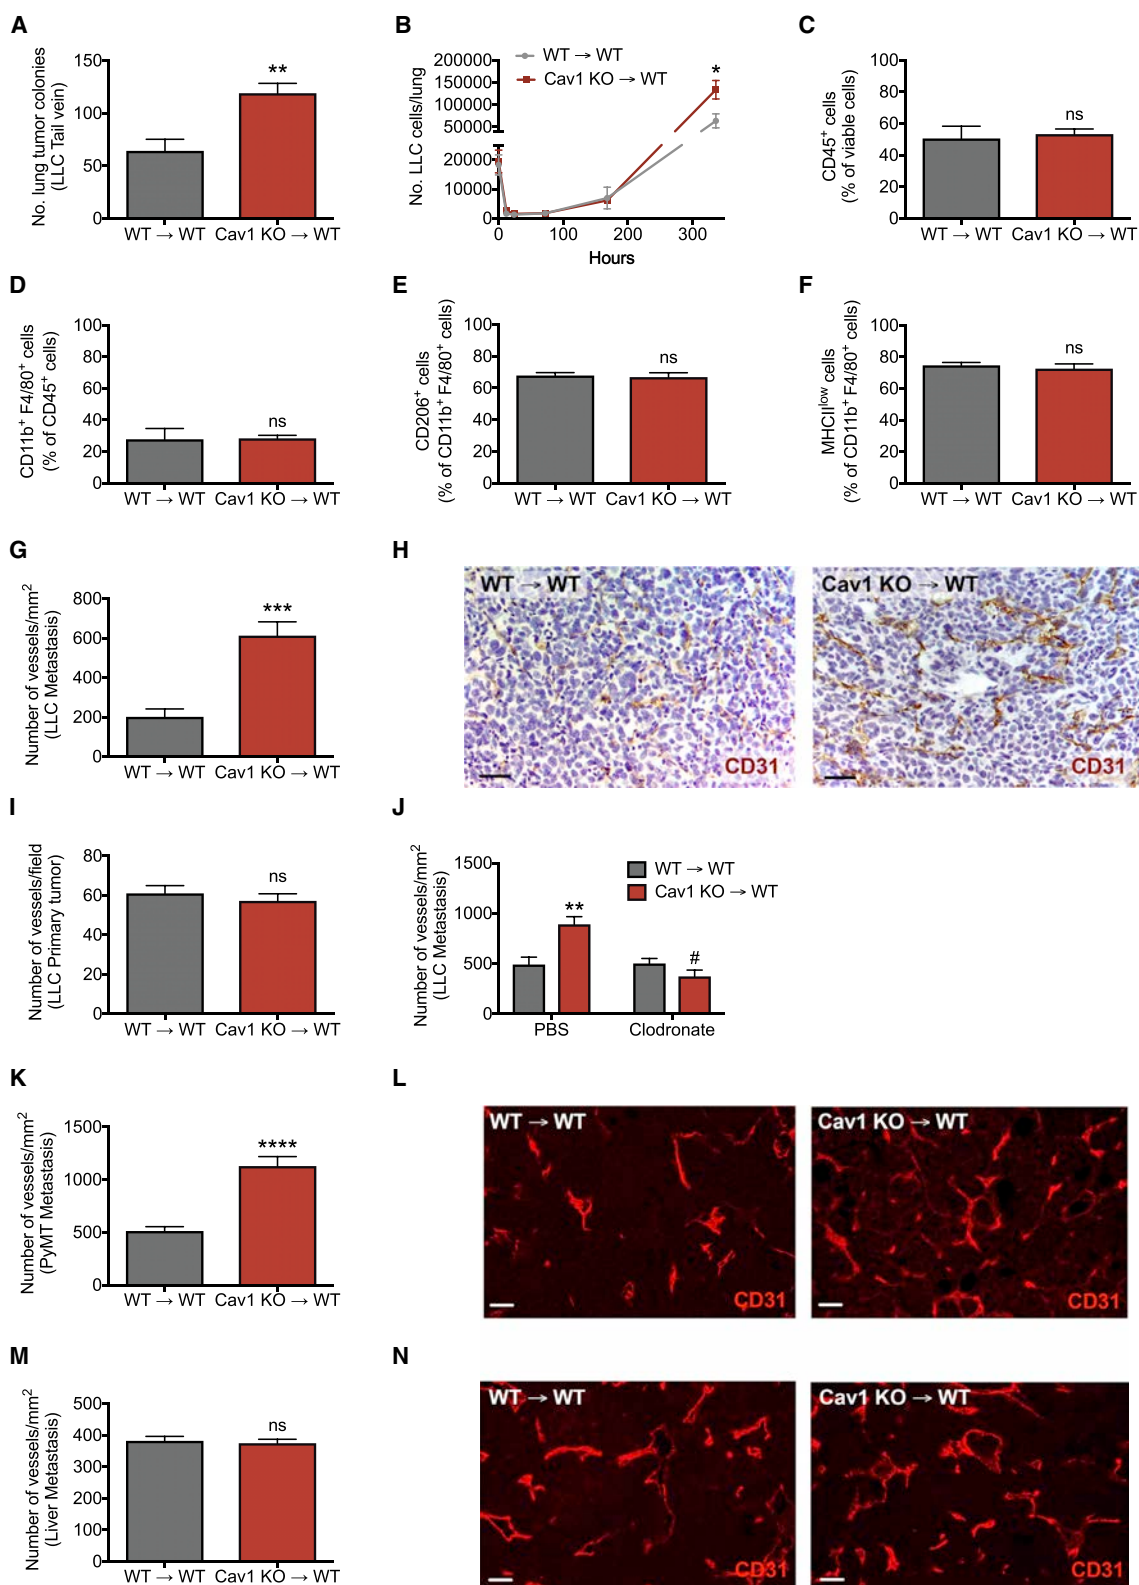 A
No. lung tumor colonies
(LLC Tail vein)
150
100
50
0
**
WT → WT
Cav1 KO → WT
B
No. LLC cells/lung
200000
150000
100000
50000
20000
10000
0
WT → WT
Cav1 KO → WT
*
0
100
200
300
Hours
C
CD45+ cells
(% of viable cells)
100
80
60
40
20
0
ns
WT → WT
Cav1 KO → WT
D
CD11b+ F4/80+ cells
(% of CD45+ cells)
100
80
60
40
20
0
ns
WT → WT
Cav1 KO → WT
E
CD206+ cells
(% of CD11b+ F4/80+ cells)
100
80
60
40
20
0
ns
WT → WT
Cav1 KO → WT
F
MHCIIlow cells
(% of CD11b+ F4/80+ cells)
100
80
60
40
20
0
ns
WT → WT
Cav1 KO → WT
G
Number of vessels/mm2
(LLC Metastasis)
800
600
400
200
0
***
WT → WT
Cav1 KO → WT
H
WT → WT
CD31
Cav1 KO → WT
CD31
I
Number of vessels/field
(LLC Primary tumor)
80
60
40
20
0
ns
WT → WT
Cav1 KO → WT
J
Number of vessels/mm2
(LLC Metastasis)
1500
1000
500
0
WT → WT
Cav1 KO → WT
**
#
PBS
Clodronate
K
Number of vessels/mm2
(PyMT Metastasis)
1500
1000
500
0
****
WT → WT
Cav1 KO → WT
L
WT → WT
CD31
Cav1 KO → WT
CD31
M
Number of vessels/mm2
(Liver Metastasis)
500
400
300
200
100
0
ns
WT → WT
Cav1 KO → WT
N
WT → WT
CD31
Cav1 KO → WT
CD31